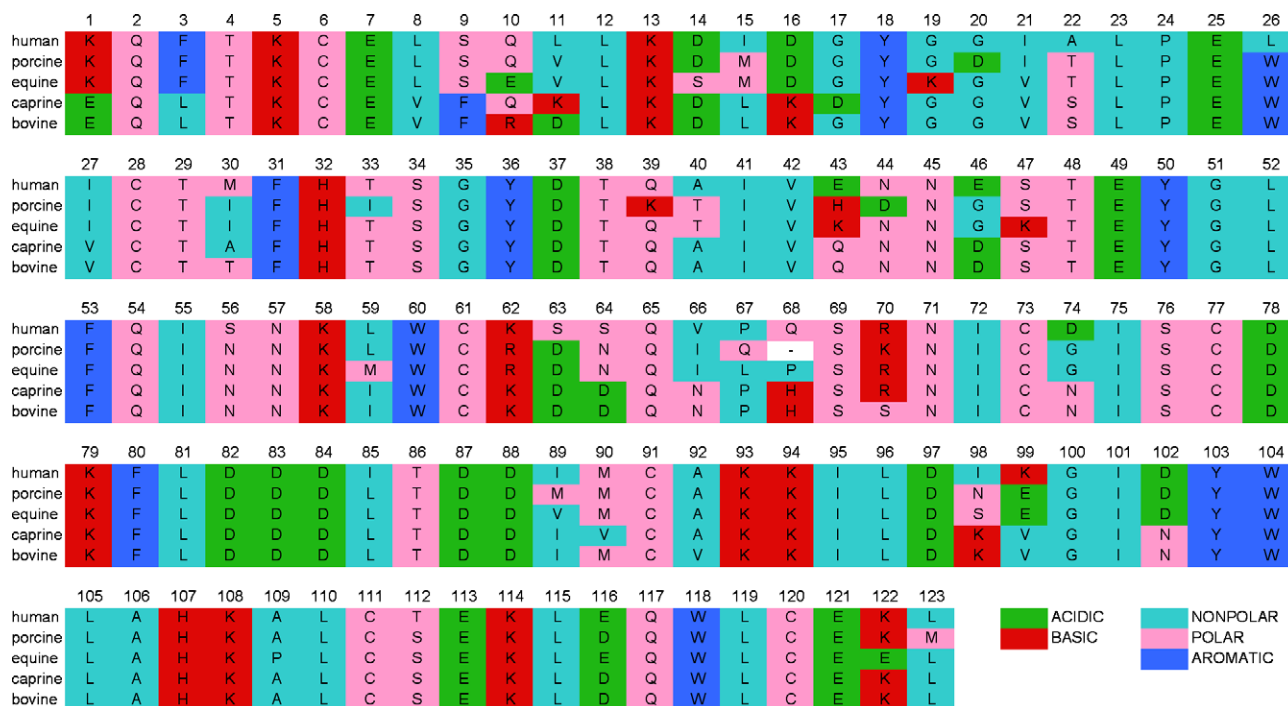 1 2 3 4 5 6 7 8 9 10 11 12 13 14 15 16 17 18 19 20 21 22 23 24 25 26
human K Q F T K C E L S Q L L K D I D G Y G G I A L P E L
porcine K Q F T K C E L S Q V L K D M D G Y G D I T L P E W
equine K Q F T K C E L S E V L K S M D G Y K G V T L P E W
caprine E Q L T K C E V F Q K L K D L K D Y G G V S L P E W
bovine E Q L T K C E V F R D L K D L K G Y G G V S L P E W
27 28 29 30 31 32 33 34 35 36 37 38 39 40 41 42 43 44 45 46 47 48 49 50 51 52
human I C T M F H T S G Y D T Q A I V E N N E S T E Y G L
porcine I C T I F H I S G Y D T K T I V H D N G S T E Y G L
equine I C T I F H T S G Y D T Q T I V K N N G K T E Y G L
caprine V C T A F H T S G Y D T Q A I V Q N N D S T E Y G L
bovine V C T T F H T S G Y D T Q A I V Q N N D S T E Y G L
53 54 55 56 57 58 59 60 61 62 63 64 65 66 67 68 69 70 71 72 73 74 75 76 77 78
human F Q I S N K L W C K S S Q V P Q S R N I C D I S C D
porcine F Q I N N K L W C R D N Q I Q - S K N I C G I S C D
equine F Q I N N K M W C R D N Q I L P S R N I C G I S C D
caprine F Q I N N K I W C K D D Q N P H S R N I C N I S C D
bovine F Q I N N K I W C K D D Q N P H S S N I C N I S C D
79 80 81 82 83 84 85 86 87 88 89 90 91 92 93 94 95 96 97 98 99 100 101 102 103 104
human K F L D D D I T D D I M C A K K I L D I K G I D Y W
porcine K F L D D D L T D D M M C A K K I L D N E G I D Y W
equine K F L D D D L T D D V M C A K K I L D S E G I D Y W
caprine K F L D D D L T D D I V C A K K I L D K V G I N Y W
bovine K F L D D D L T D D I M C V K K I L D K V G I N Y W
105 106 107 108 109 110 111 112 113 114 115 116 117 118 119 120 121 122 123
human L A H K A L C T E K L E Q W L C E K L
porcine L A H K A L C S E K L D Q W L C E K M
equine L A H K P L C S E K L E Q W L C E E L
caprine L A H K A L C S E K L D Q W L C E K L
bovine L A H K A L C S E K L D Q W L C E K L
ACIDIC NONPOLAR
BASIC POLAR
AROMATIC